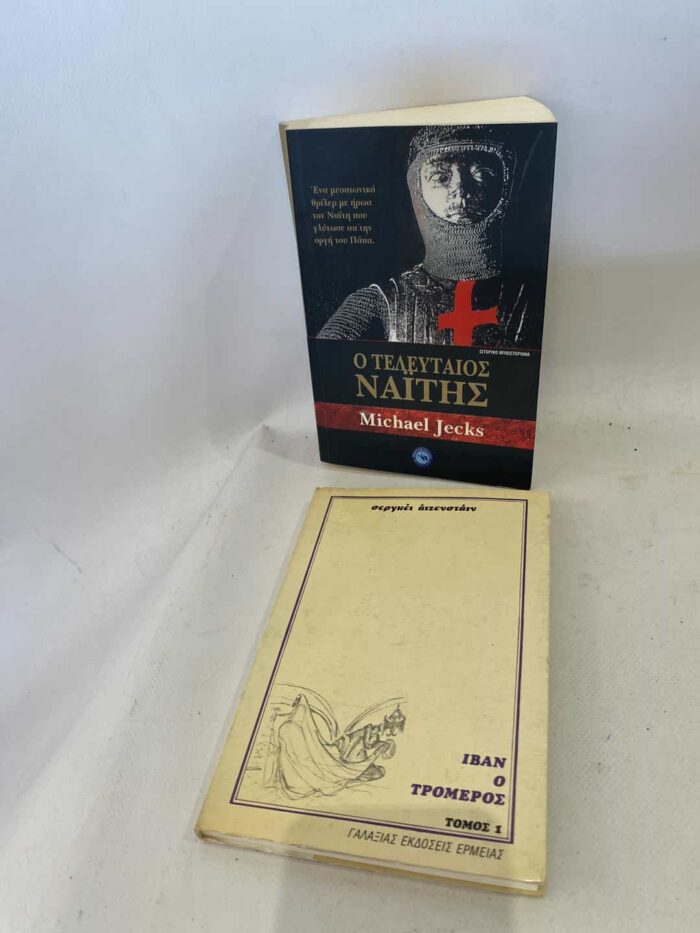 Ένα μεσαιωνικό
θρίλερ με ήρωα
τον Ναΐτη που
γλύτωσε απ την
οργή του Πάπα.
ΙΣΤΟΡΙΚΟ ΜΥΘΙΣΤΟΡΗΜΑ
Ο ΤΕΛΕΥΤΑΙΟΣ
ΝΑΪΤΗΣ
Michael Jecks
σεργκέι άιζενστάιν
ΙΒΑΝ
Ο
ΤΡΟΜΕΡΟΣ
ΤΟΜΟΣ 1
ΓΑΛΑΞΙΑΣ ΕΚΔΟΣΕΙΣ ΕΡΜΕΙΑΣ